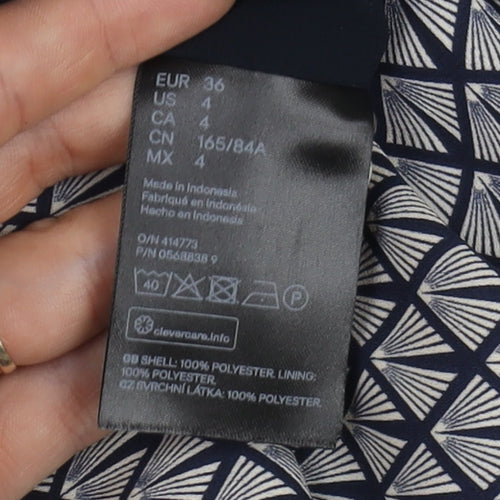 EUR 36
US 4
CA 4
CN 165/84A
MX 4
Made in Indonesia
Fabriqué en Indonésie
Hecho en Indonesia
O/N 414773
P/N 0568838 9
40 P
clevercare.info
GB SHELL: 100% POLYESTER. LINING:
100% POLYESTER.
CZ SVRCHNÍ LÁTKA: 100% POLYESTER.